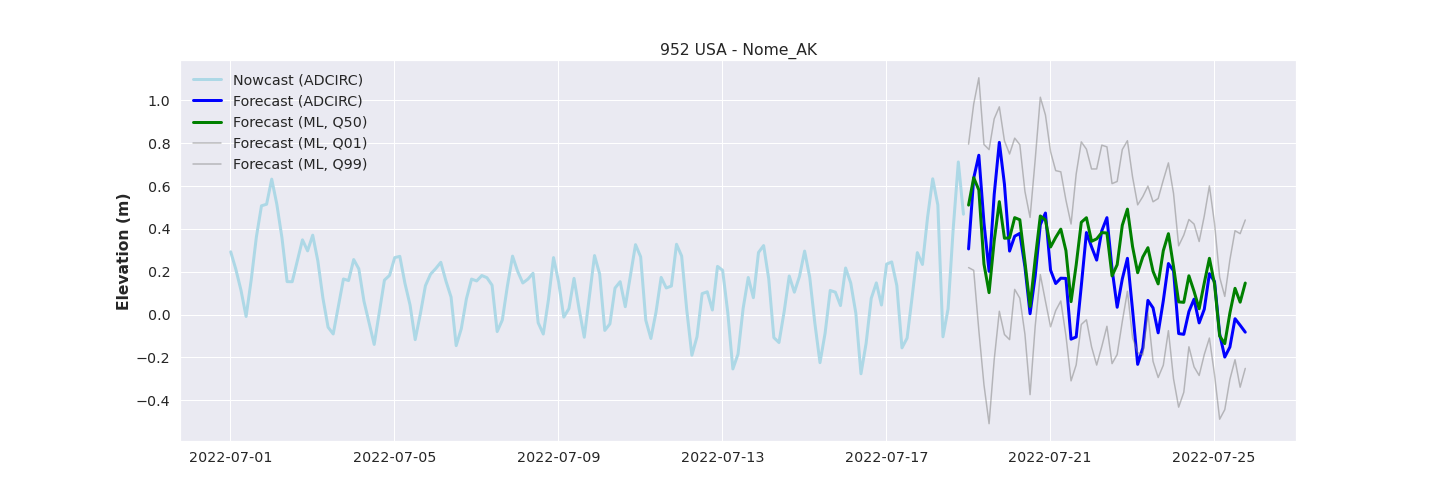 952 USA - Nome_AK
Nowcast (ADCIRC)
Forecast (ADCIRC)
Forecast (ML, Q50)
Forecast (ML, Q01)
Forecast (ML, Q99)
Elevation (m)
1.0
0.8
0.6
0.4
0.2
0.0
−0.2
−0.4
2022-07-01 2022-07-05 2022-07-09 2022-07-13 2022-07-17 2022-07-21 2022-07-25